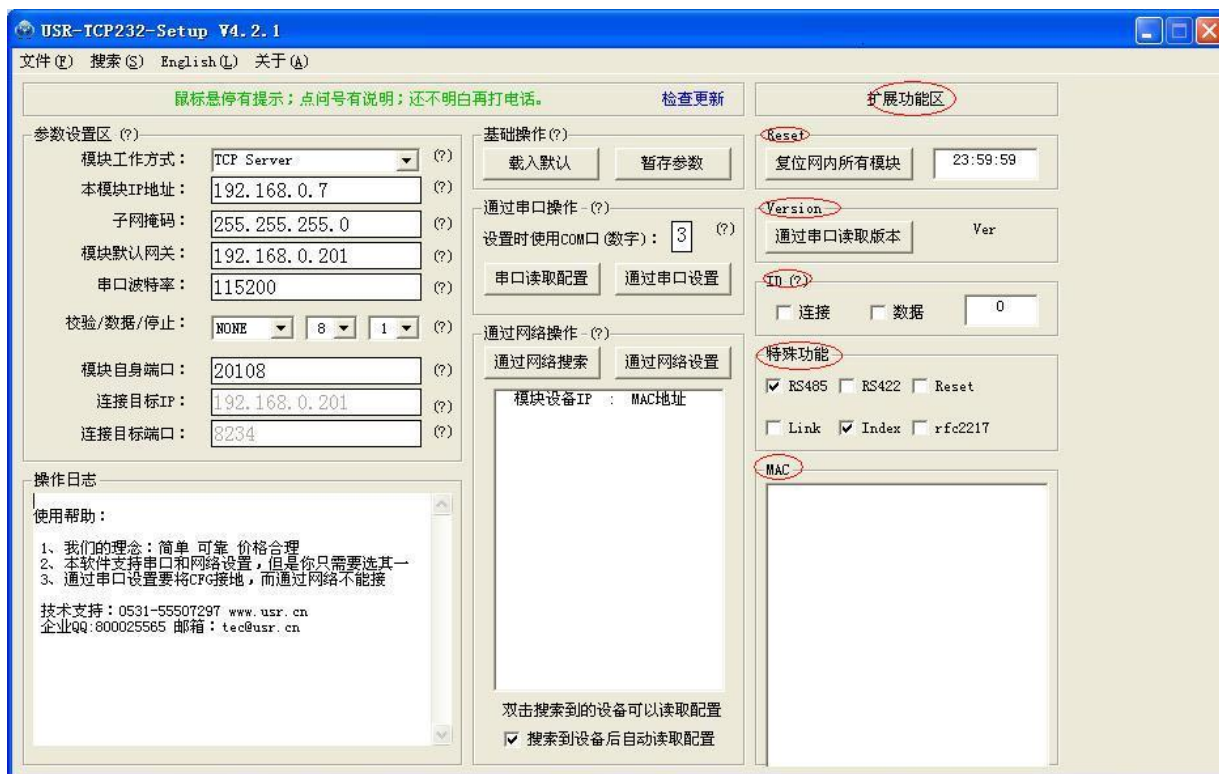 USR-TCP232-Setup V4.2.1
文件(F) 搜索(S) English(L) 关于(A)
鼠标悬停有提示；点问号有说明；还不明白再打电话。 检查更新
扩展功能区
参数设置区 (?)
模块工作方式： TCP Server (?)
本模块IP地址： 192.168.0.7 (?)
子网掩码： 255.255.255.0 (?)
模块默认网关： 192.168.0.201 (?)
串口波特率： 115200 (?)
校验/数据/停止： NONE 8 1 (?)
模块自身端口： 20108 (?)
连接目标IP： 192.168.0.201 (?)
连接目标端口： 8234 (?)
操作日志
使用帮助：
1、我们的理念：简单 可靠 价格合理
2、本软件支持串口和网络设置，但是你只需要选其一
3、通过串口设置要将CFG接地，而通过网络不能接
技术支持：0531-55507297 www.usr.cn
企业QQ:800025565 邮箱：tec@usr.cn
基础操作(?)
载入默认 暂存参数
通过串口操作-(?)
设置时使用COM口(数字)： 3 (?)
串口读取配置 通过串口设置
通过网络操作-(?)
通过网络搜索 通过网络设置
模块设备IP : MAC地址
双击搜索到的设备可以读取配置
搜索到设备后自动读取配置
Reset
复位网内所有模块 23:59:59
Version
通过串口读取版本 Ver
ID(?)
连接 数据 0
特殊功能
RS485 RS422 Reset
Link Index rfc2217
MAC